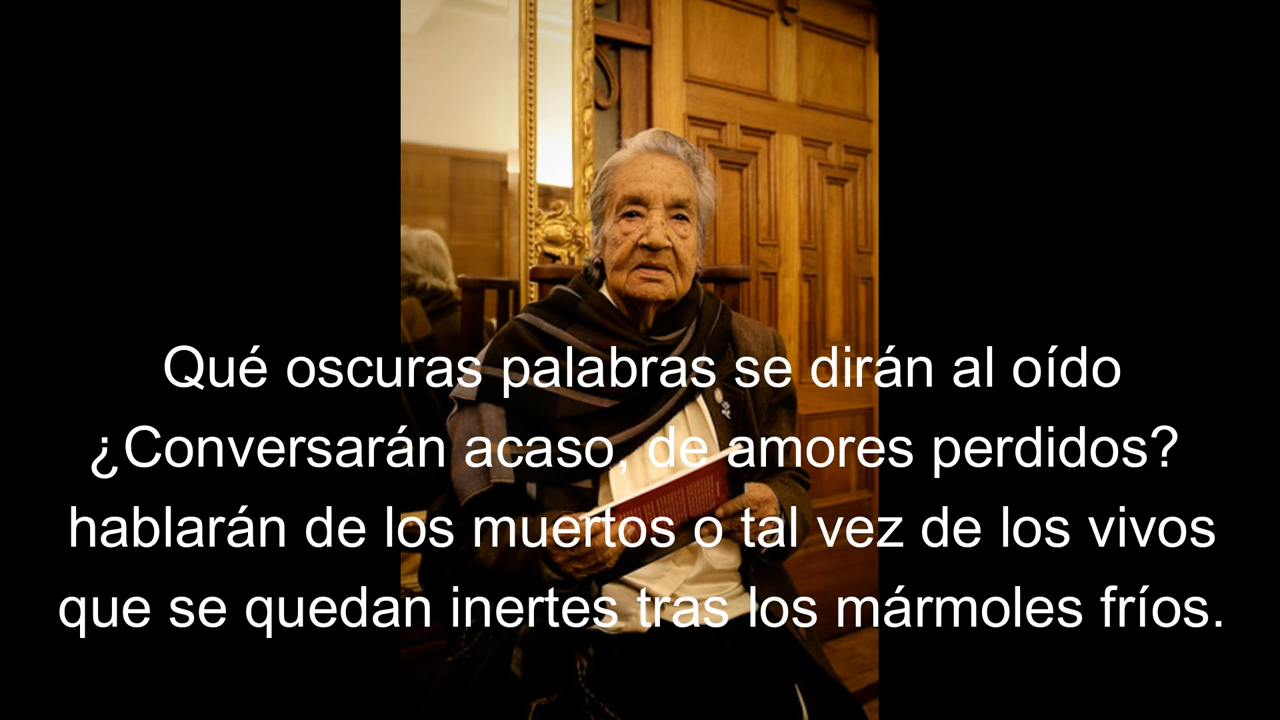 Qué oscuras palabras se dirán al oído
¿Conversarán acaso, de amores perdidos?
hablarán de los muertos o tal vez de los vivos
que se quedan inertes tras los mármoles fríos.